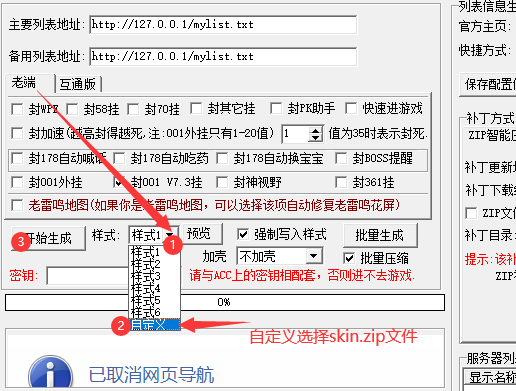 主要列表地址: http://127.0.0.1/mylist.txt
备用列表地址: http://127.0.0.1/mylist.txt
老端 互通版
封WPE 封58挂 封70挂 封其它挂 封PK助手 快速进游戏
封加速(越高封得越死,注:001外挂只有1-20值) 1 值为35时表示封死.
封178自动喊话 封178自动吃药 封178自动换宝宝 封BOSS提醒
封001外挂 封001 V7.3挂 封神视野 封361挂
老雷鸣地图(如果你是老雷鸣地图，可以选择该项自动修复老雷鸣花屏)
3 开始生成 样式: 样式1 预览 强制写入样式 批量生成
1
加壳 不加壳 批量压缩
密钥: 请与ACC上的密钥相配套，否则进不去游戏.
样式1
样式2
样式3
样式4
样式5
样式6
2 自定义
0%
自定义选择skin.zip文件
已取消网页导航
列表信息生
官方主页:
快捷方式:
保存配置信
补丁方式
ZIP智能
补丁更新地
补丁下载
ZIP文件
补丁目录:
提示:该补
ZIP补
服务器列
显示名称